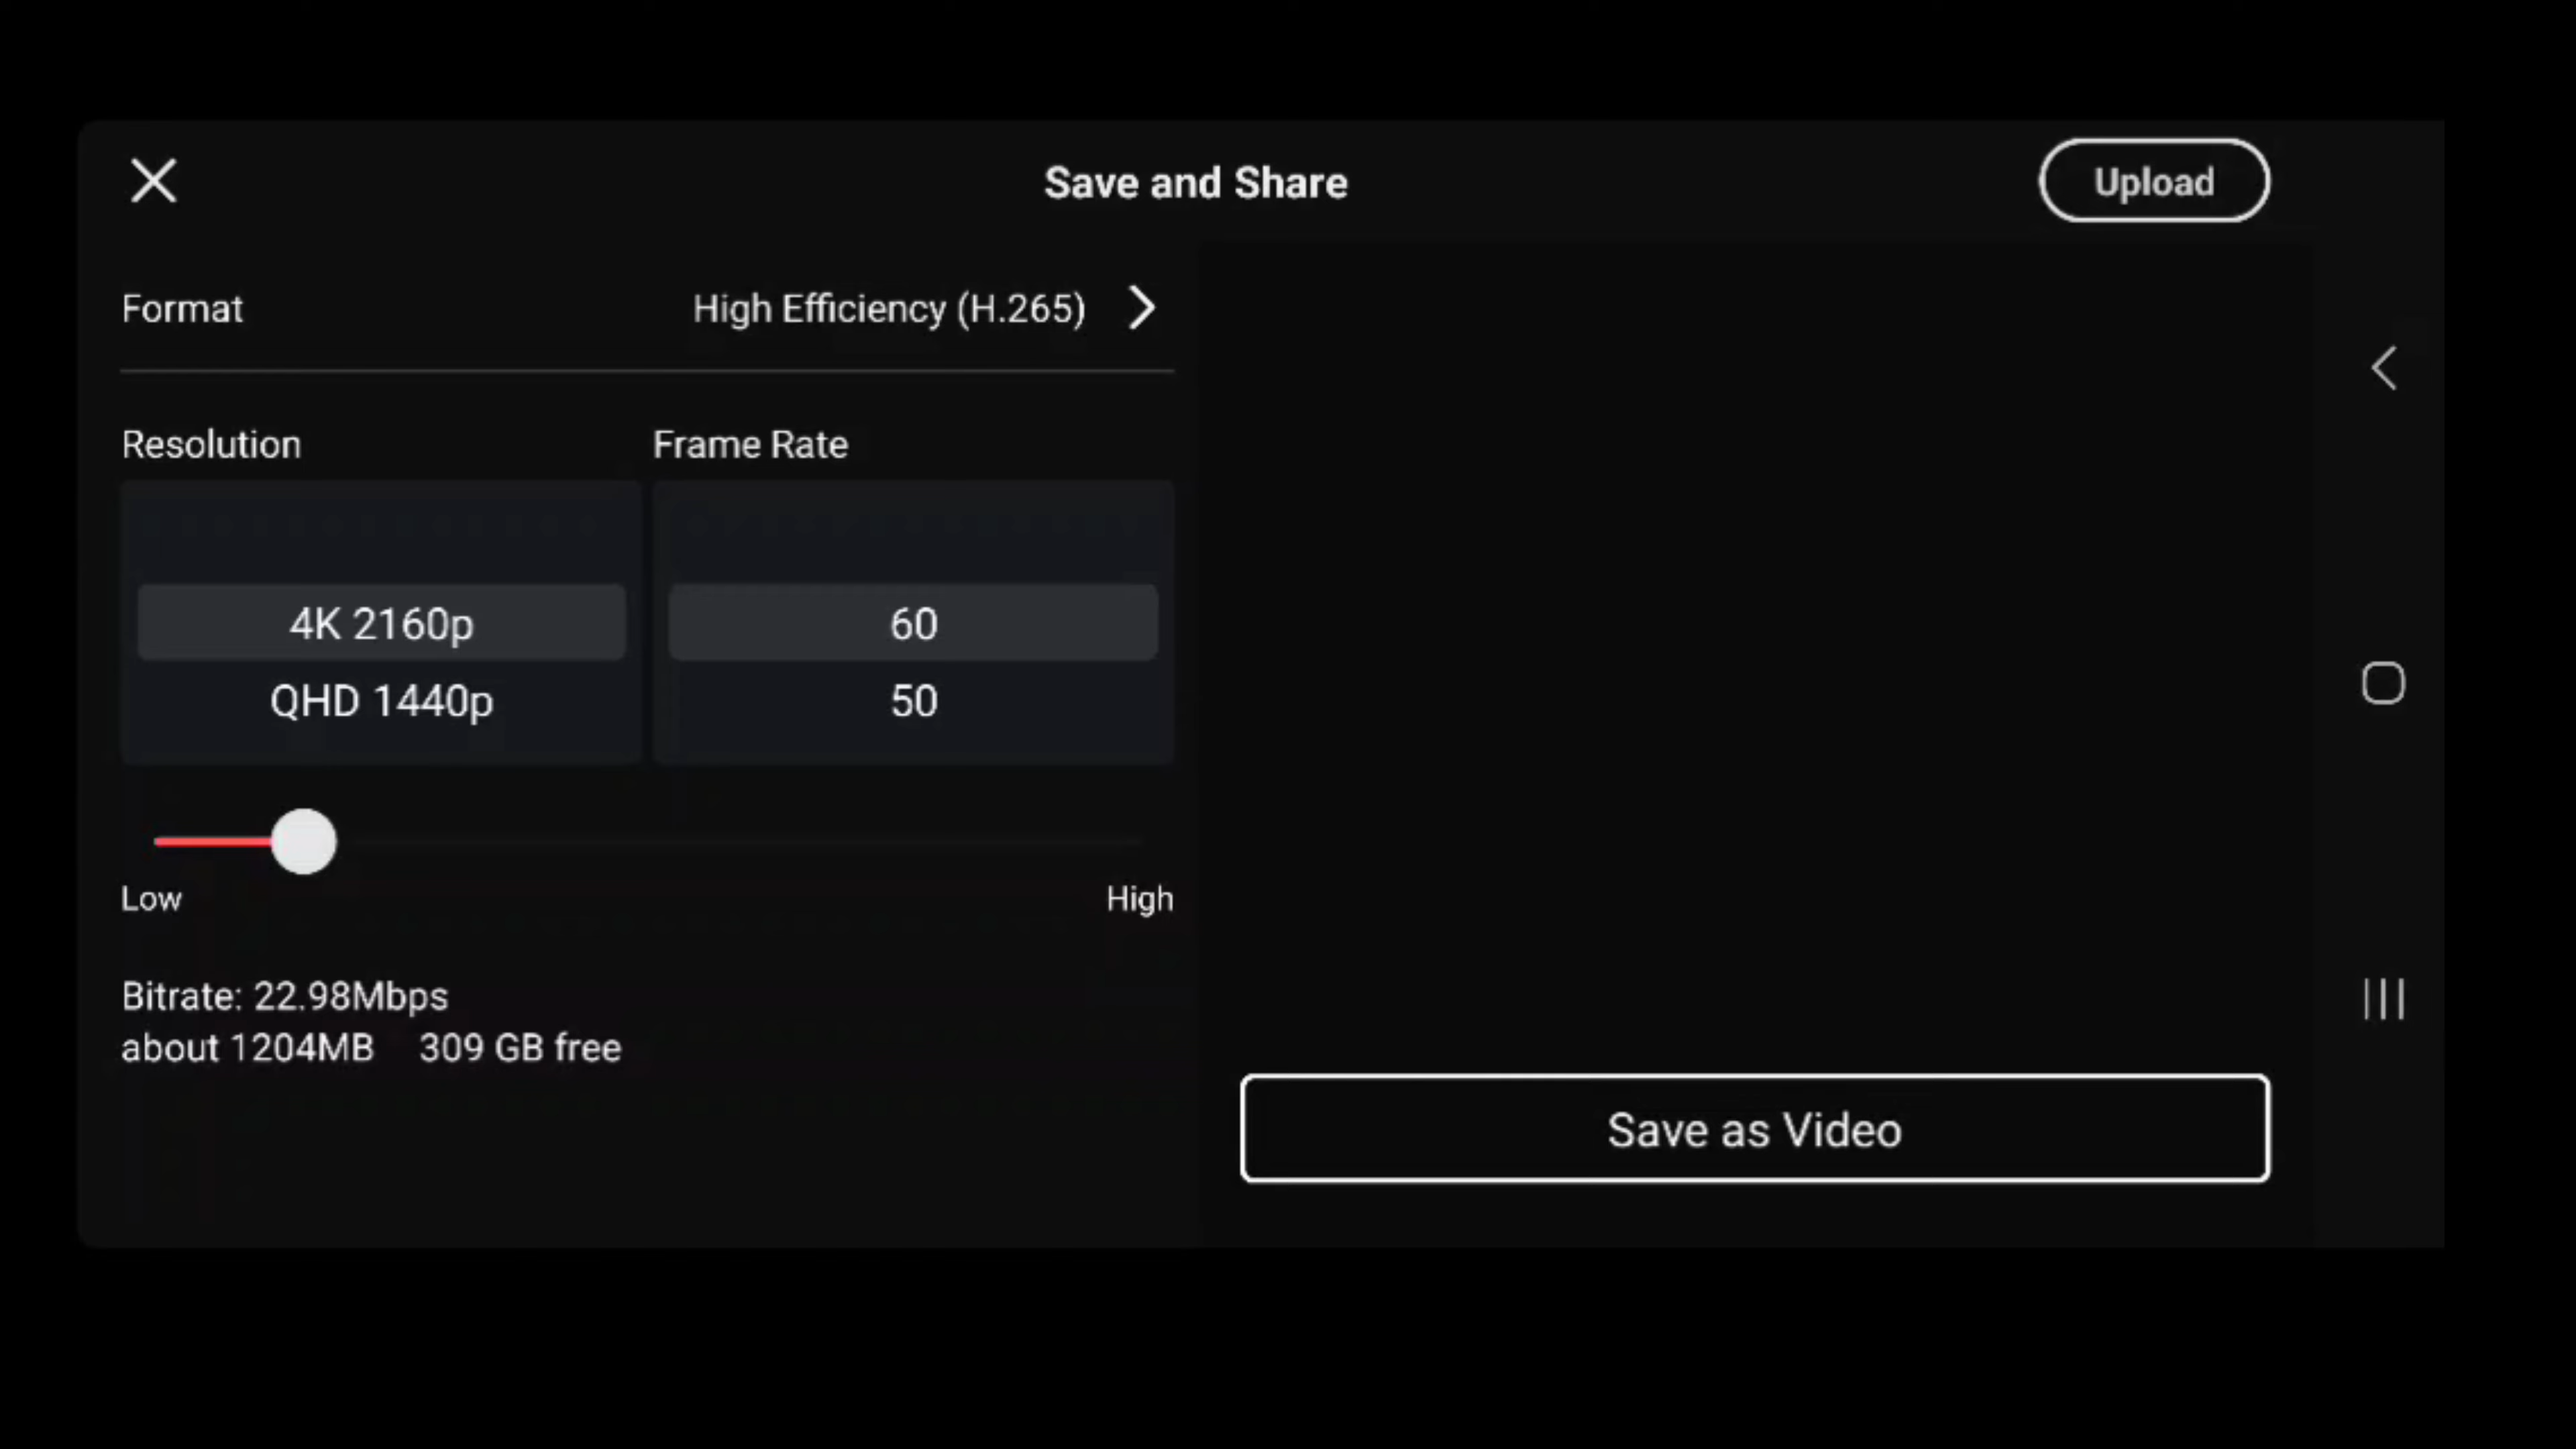 Save and Share
Upload
Format
High Efficiency (H.265)
Resolution
Frame Rate
4K 2160p
60
QHD 1440p
50
Low
High
Bitrate: 22.98Mbps
about 1204MB 309 GB free
Save as Video